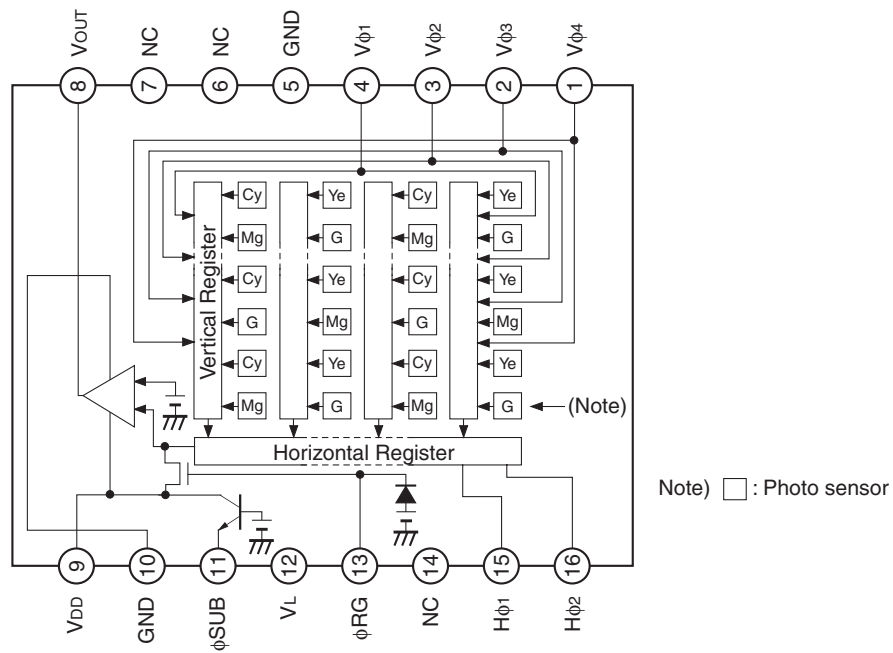 VOUT NC NC GND Vϕ1 Vϕ2 Vϕ3 Vϕ4
8 7 6 5 4 3 2 1
Cy Ye Cy Ye
Mg G Mg G
Cy Ye Cy Ye
G Mg G Mg
Cy Ye Cy Ye
Mg G Mg G (Note)
Vertical Register
Horizontal Register
Note) : Photo sensor
9 10 11 12 13 14 15 16
VDD GND ϕSUB VL ϕRG NC Hϕ1 Hϕ2